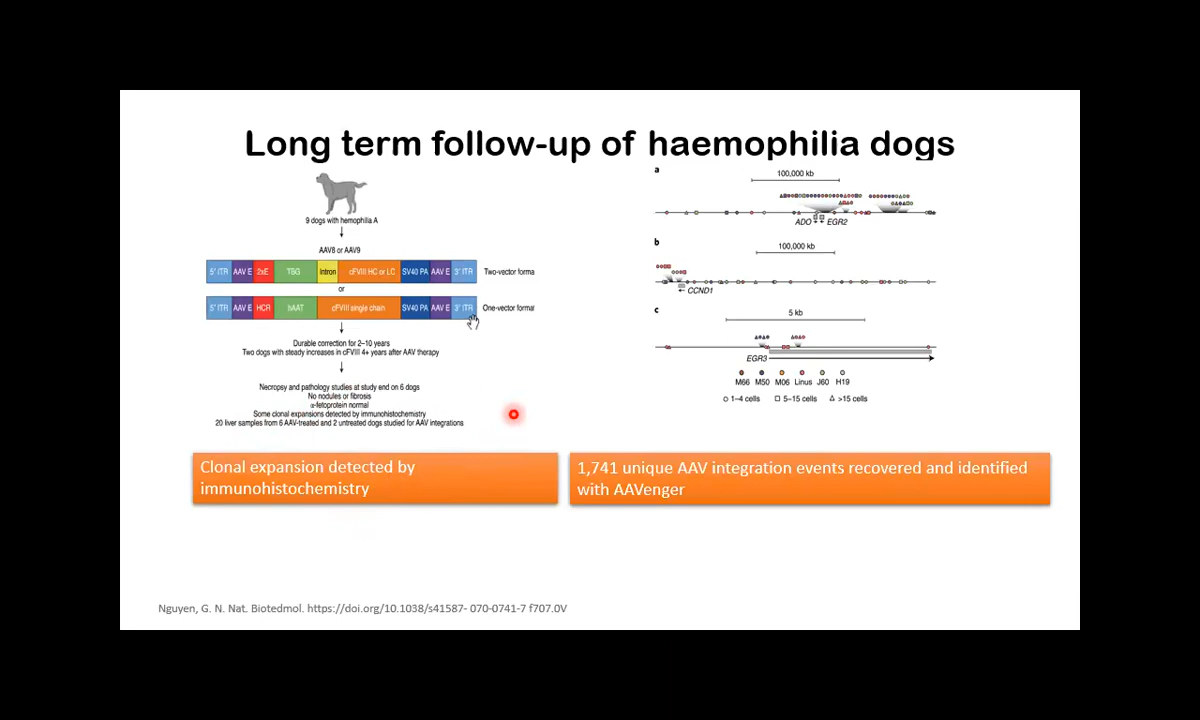 Long term follow-up of haemophilia dogs
9 dogs with hemophilia A
AAV8 or AAV9
5' ITR AAV E 2xE TBG Intron cFVIII HC or LC SV40 PA AAV E 3' ITR Two-vector forma
or
5' ITR AAV E HCR hAAT cFVIII single chain SV40 PA AAV E 3' ITR One-vector format
Durable correction for 2–10 years
Two dogs with steady increases in cFVIII 4+ years after AAV therapy
Necropsy and pathology studies at study end on 6 dogs
No nodules or fibrosis
α-fetoprotein normal
Some clonal expansions detected by immunohistochemistry
20 liver samples from 6 AAV-treated and 2 untreated dogs studied for AAV integrations
a
100,000 kb
ADO EGR2
b
100,000 kb
CCND1
c
5 kb
EGR3
M66 M50 M06 Linus J60 H19
1–4 cells 5–15 cells >15 cells
Clonal expansion detected by
immunohistochemistry
1,741 unique AAV integration events recovered and identified
with AAVenger
Nguyen, G. N. Nat. Biotedmol. https://doi.org/10.1038/s41587- 070-0741-7 f707.0V